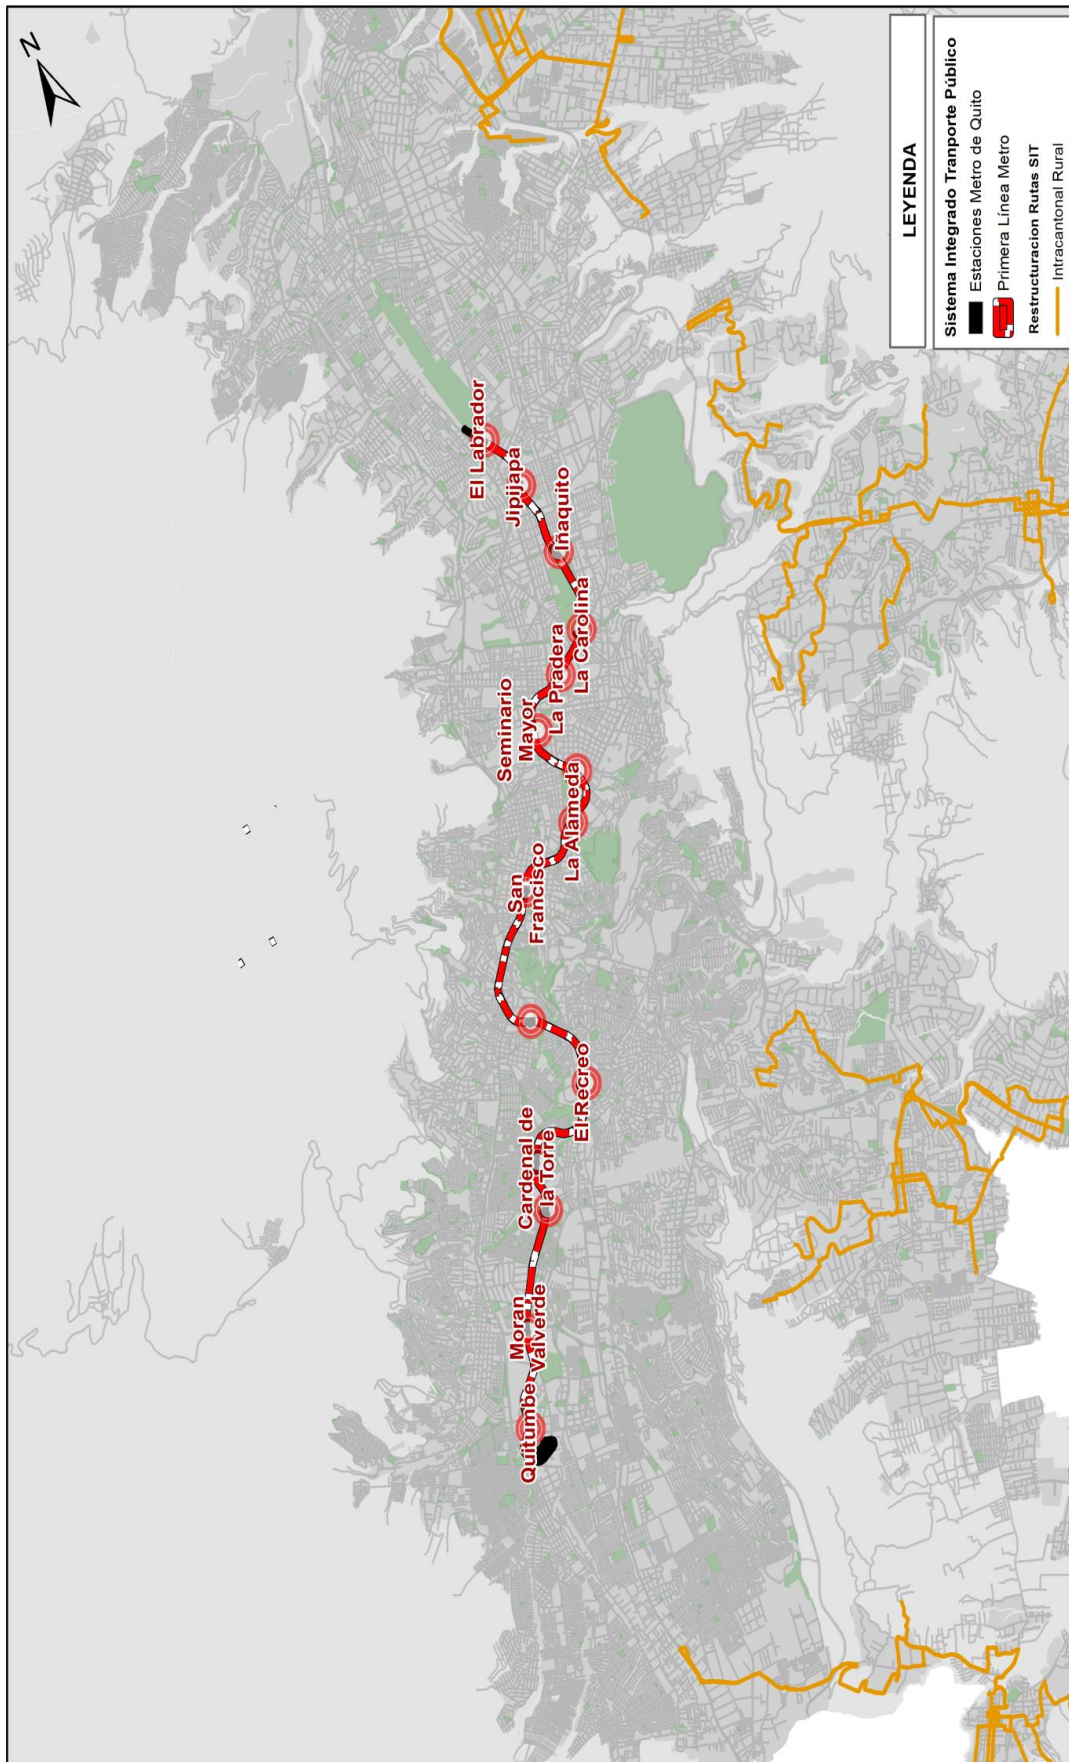 N
El Labrador
Jipijapa
Iñaquito
La Carolina
La Pradera
Seminario
Mayor
La Alameda
San
Francisco
El Recreo
Cardenal de
la Torre
Moran
Valverde
Quitumbe
LEYENDA
Sistema Integrado Tranporte Público
Estaciones Metro de Quito
Primera Línea Metro
Restructuracion Rutas SIT
Intracantonal Rural